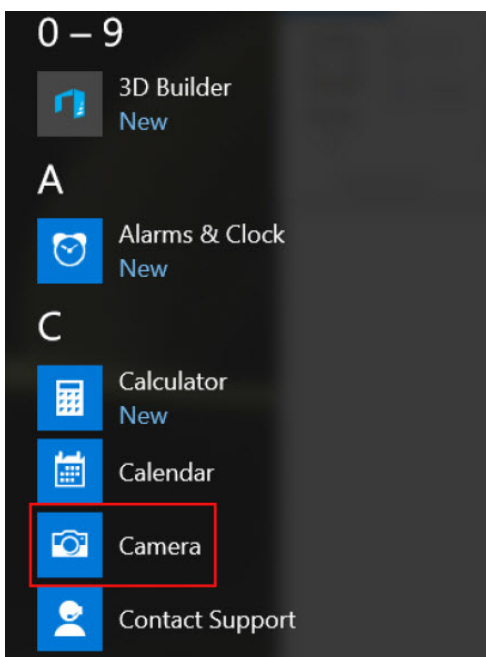 0 – 9
3D Builder
New
A
Alarms & Clock
New
C
Calculator
New
Calendar
Camera
Contact Support